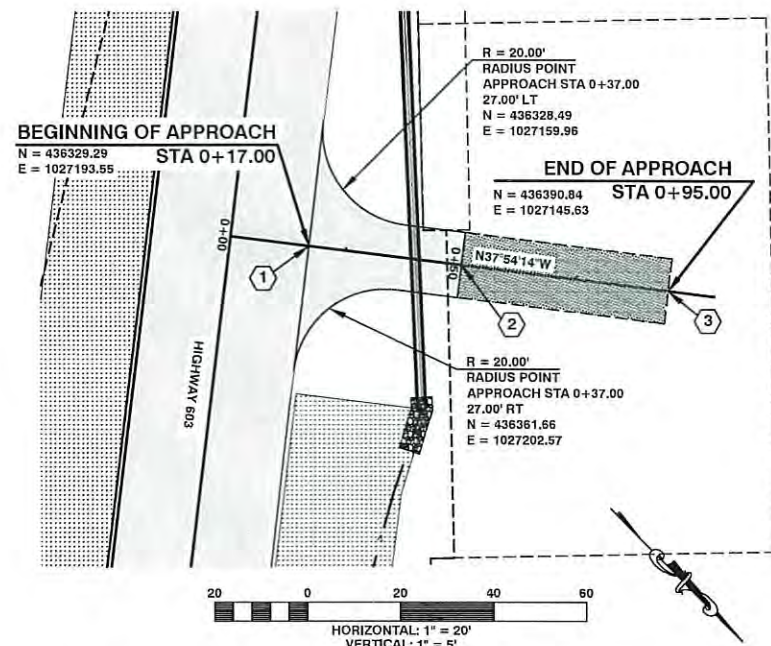 R = 20.00'
RADIUS POINT
APPROACH STA 0+37.00
27.00' LT
N = 436328.49
E = 1027159.96
BEGINNING OF APPROACH
N = 436329.29
E = 1027193.55
STA 0+17.00
END OF APPROACH
N = 436390.84
E = 1027145.63
STA 0+95.00
0+00
0+50
N37°54'14"W
1
2
3
HIGHWAY 603
R = 20.00'
RADIUS POINT
APPROACH STA 0+37.00
27.00' RT
N = 436361.66
E = 1027202.57
20 0 20 40 60
HORIZONTAL: 1" = 20'
VERTICAL: 1" = 5'